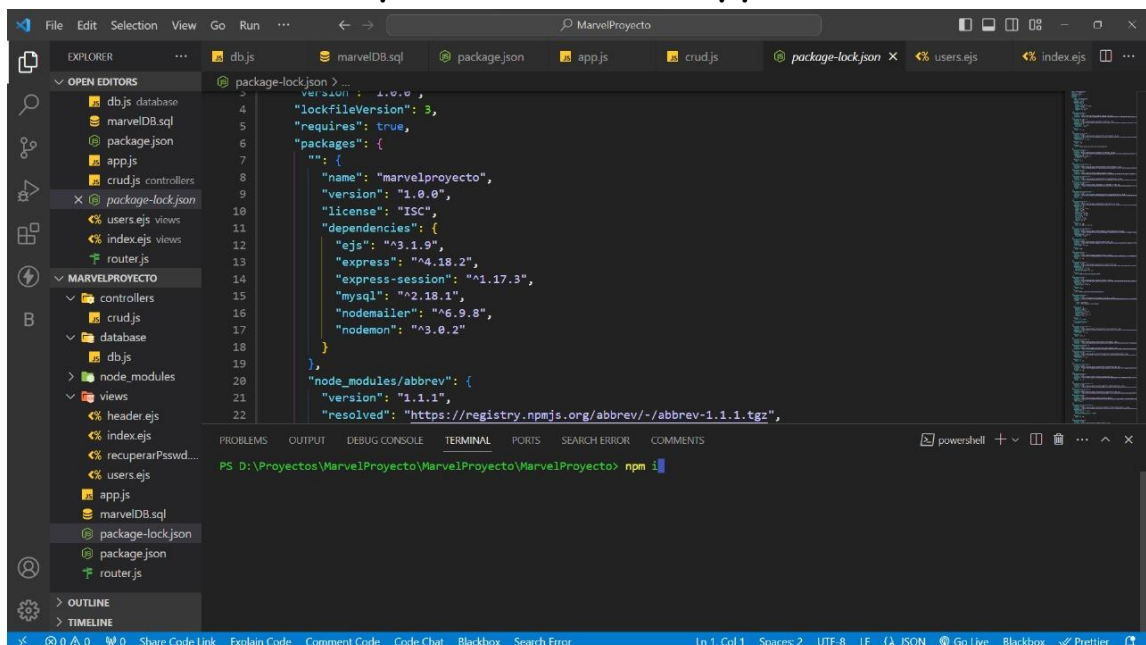 File Edit Selection View Go Run ··· MarvelProyecto
EXPLORER ···
OPEN EDITORS
db.js database
marvelDB.sql
package.json
app.js
crud.js controllers
package-lock.json
users.ejs views
index.ejs views
router.js
MARVELPROYECTO
controllers
crud.js
database
db.js
node_modules
views
header.ejs
index.ejs
recuperarPsswd....
users.ejs
app.js
marvelDB.sql
package-lock.json
package.json
router.js
OUTLINE
TIMELINE
db.js marvelDB.sql package.json app.js crud.js package-lock.json users.ejs index.ejs ···
package-lock.json > ...
3 "version": "1.0.0",
4 "lockfileVersion": 3,
5 "requires": true,
6 "packages": {
7 "": {
8 "name": "marvelproyecto",
9 "version": "1.0.0",
10 "license": "ISC",
11 "dependencies": {
12 "ejs": "^3.1.9",
13 "express": "^4.18.2",
14 "express-session": "^1.17.3",
15 "mysql": "^2.18.1",
16 "nodemailer": "^6.9.8",
17 "nodemon": "^3.0.2"
18 }
19 },
20 "node_modules/abbrev": {
21 "version": "1.1.1",
22 "resolved": "https://registry.npmjs.org/abbrev/-/abbrev-1.1.1.tgz",
PROBLEMS OUTPUT DEBUG CONSOLE TERMINAL PORTS SEARCH ERROR COMMENTS powershell
PS D:\Proyectos\MarvelProyecto\MarvelProyecto\MarvelProyecto> npm i
0 0 0 Share Code Link Explain Code Comment Code Code Chat Blackbox Search Error Ln 1, Col 1 Spaces: 2 UTF-8 LF JSON Go Live Blackbox Prettier